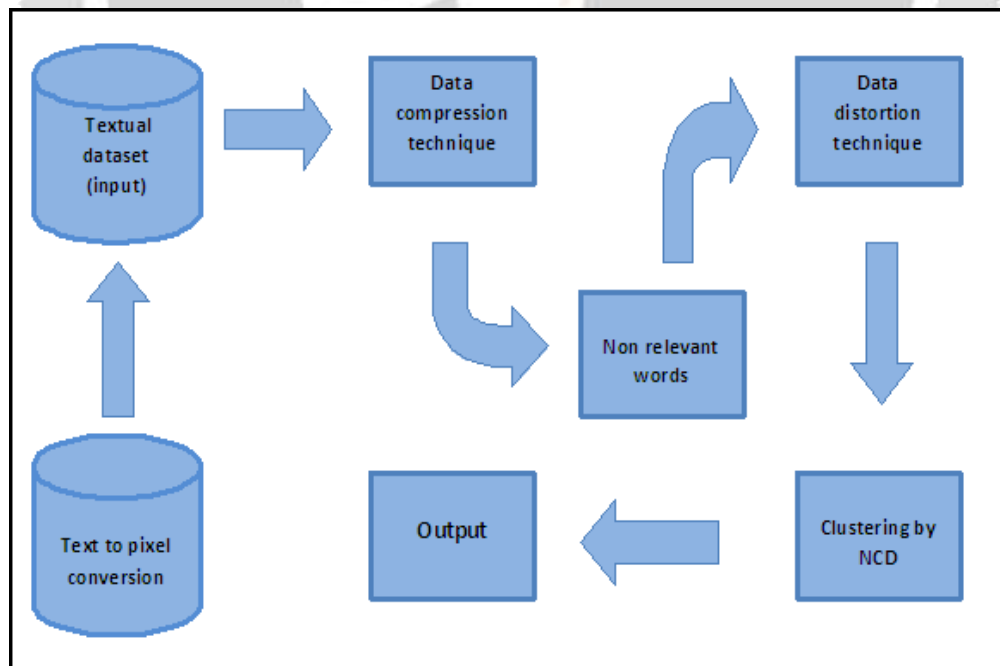 Textual
dataset
(input)
Data
compression
technique
Data
distortion
technique
Non relevant
words
Text to pixel
conversion
Output
Clustering by
NCD